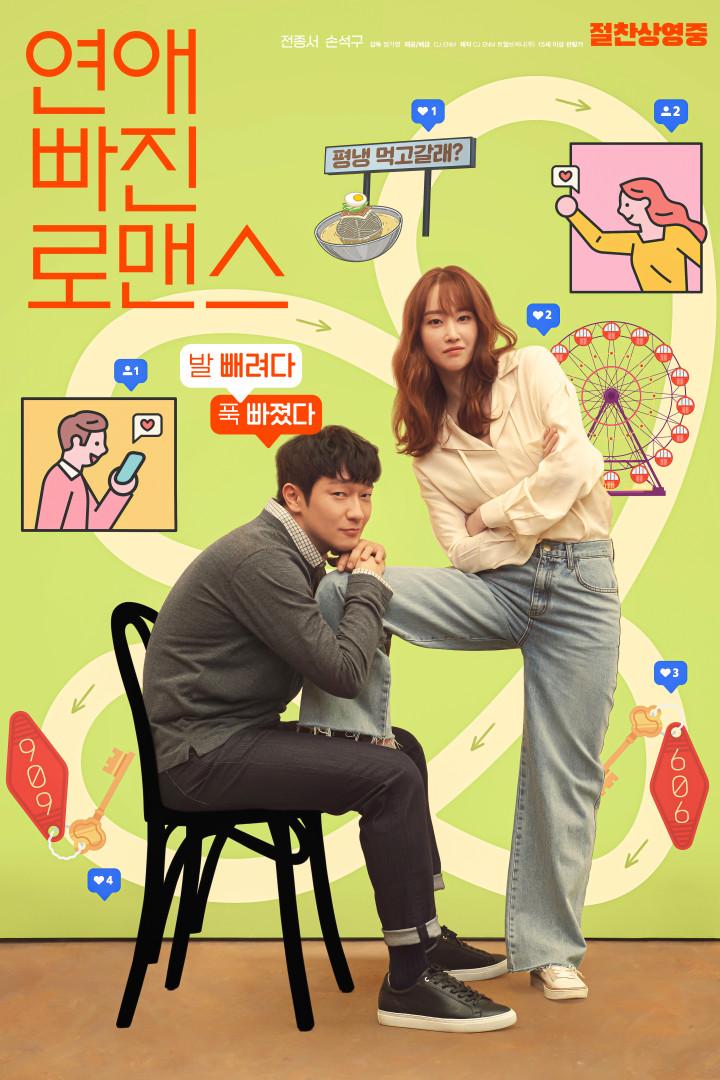 연애
빠진
로맨스
전종서 손석구
절찬상영중
1
2
평냉 먹고갈래?
2
1
발 빼려다
푹 빠졌다
3
909
606
4